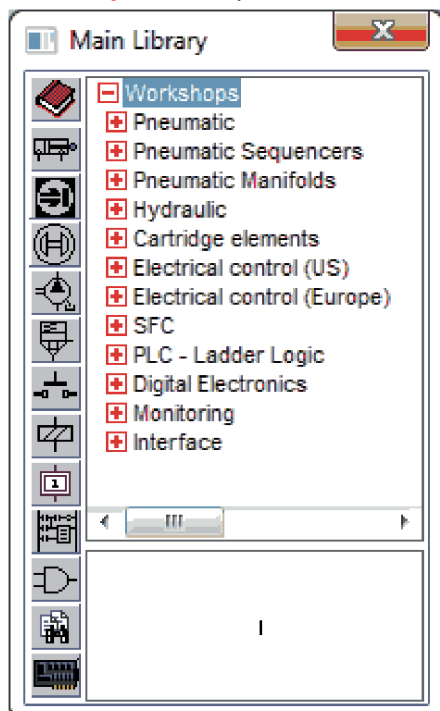 Main Library
Workshops
Pneumatic
Pneumatic Sequencers
Pneumatic Manifolds
Hydraulic
Cartridge elements
Electrical control (US)
Electrical control (Europe)
SFC
PLC - Ladder Logic
Digital Electronics
Monitoring
Interface